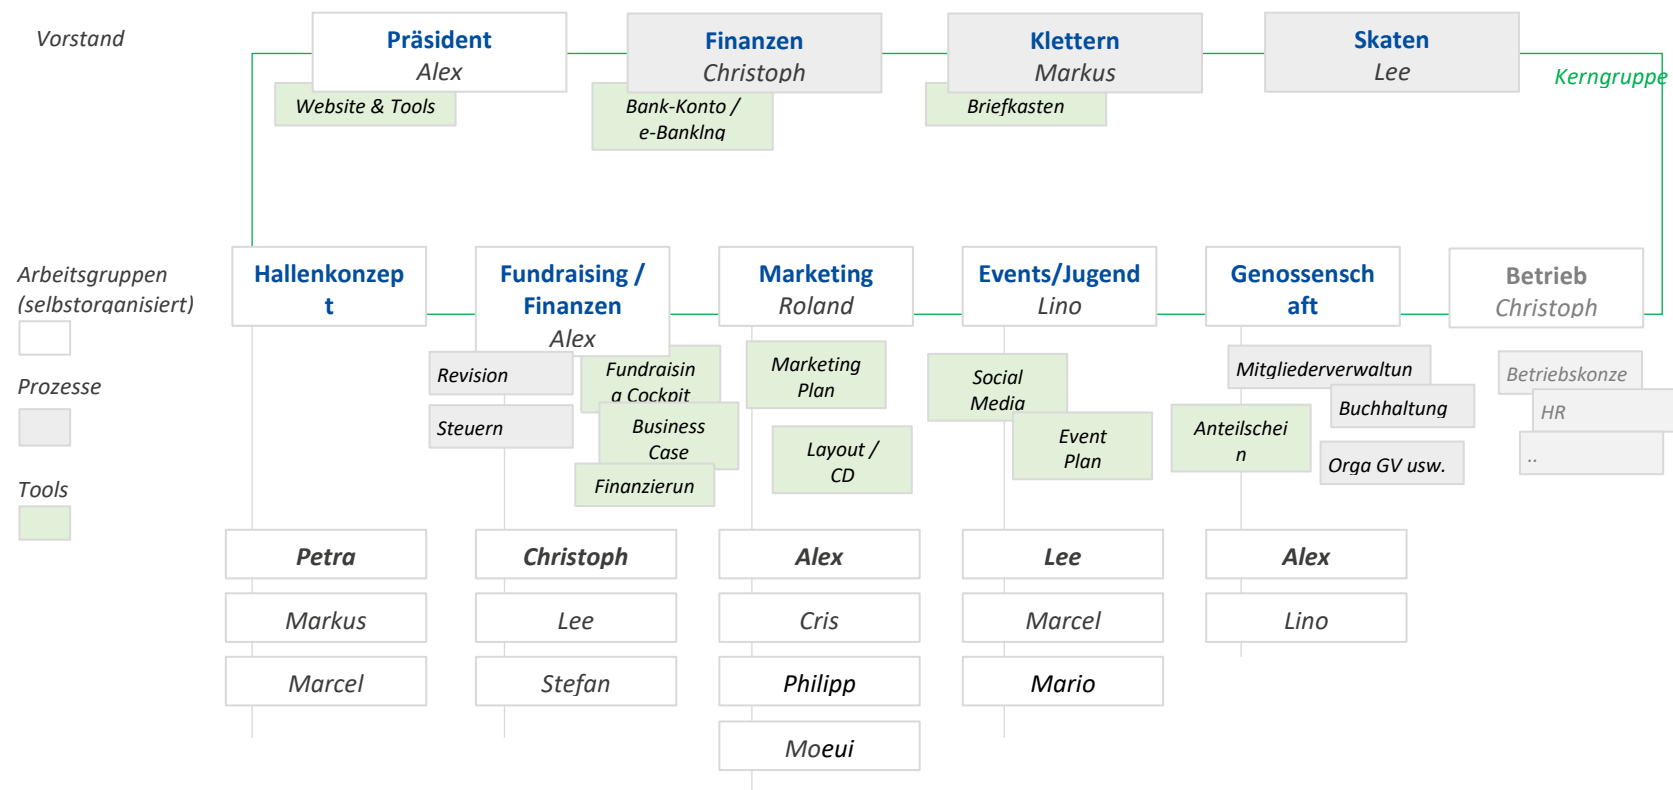 Vorstand
Präsident
Alex
Finanzen
Christoph
Klettern
Markus
Skaten
Lee
Kerngruppe
Website & Tools
Bank-Konto /
e-BankIng
Briefkasten
Arbeitsgruppen
(selbstorganisiert)
Prozesse
Tools
Hallenkonzep
t
Fundraising /
Finanzen
Alex
Marketing
Roland
Events/Jugend
Lino
Genossensch
aft
Betrieb
Christoph
Revision
Steuern
Fundraisin
g Cockpit
Business
Case
Finanzierun
Marketing
Plan
Layout /
CD
Social
Media
Event
Plan
Mitgliederverwaltun
Buchhaltung
Anteilschei
n
Orga GV usw.
Betriebskonze
HR
..
Petra
Markus
Marcel
Christoph
Lee
Stefan
Alex
Cris
Philipp
Moeui
Lee
Marcel
Mario
Alex
Lino